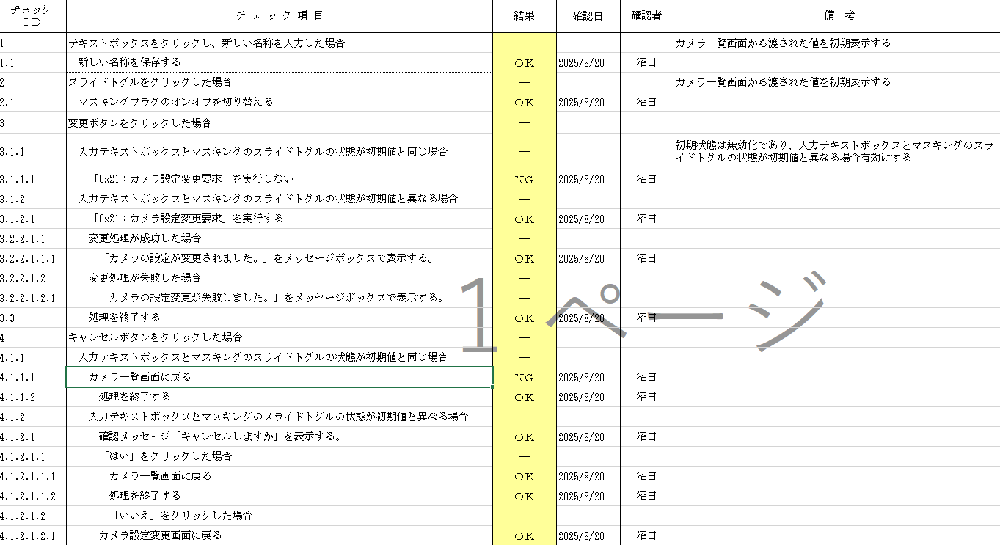 チェック
ＩＤ チ ェ ッ ク 項 目 結果 確認日 確認者 備　考
1 テキストボックスをクリックし、新しい名称を入力した場合 ― カメラ一覧画面から渡された値を初期表示する
1.1 新しい名称を保存する OK 2025/8/20 沼田
2 スライドトグルをクリックした場合 ― カメラ一覧画面から渡された値を初期表示する
2.1 マスキングフラグのオンオフを切り替える OK 2025/8/20 沼田
3 変更ボタンをクリックした場合 ―
3.1.1 入力テキストボックスとマスキングのスライドトグルの状態が初期値と同じ場合 ― 初期状態は無効化であり、入力テキストボックスとマスキングのスラ
イドトグルの状態が初期値と異なる場合有効にする
3.1.1.1 「0x21：カメラ設定変更要求」を実行しない NG 2025/8/20 沼田
3.1.2 入力テキストボックスとマスキングのスライドトグルの状態が初期値と異なる場合 ―
3.1.2.1 「0x21：カメラ設定変更要求」を実行する OK 2025/8/20 沼田
3.2.2.1.1 変更処理が成功した場合 ―
3.2.2.1.1.1 「カメラの設定が変更されました。」をメッセージボックスで表示する。 OK 2025/8/20 沼田
3.2.2.1.2 変更処理が失敗した場合 ―
3.2.2.1.2.1 「カメラの設定変更が失敗しました。」をメッセージボックスで表示する。 ―
3.3 処理を終了する OK 2025/8/20 沼田
1 ページ
4 キャンセルボタンをクリックした場合 ―
4.1.1 入力テキストボックスとマスキングのスライドトグルの状態が初期値と同じ場合 ―
4.1.1.1 カメラ一覧画面に戻る NG 2025/8/20 沼田
4.1.1.2 処理を終了する OK 2025/8/20 沼田
4.1.2 入力テキストボックスとマスキングのスライドトグルの状態が初期値と異なる場合 ―
4.1.2.1 確認メッセージ「キャンセルしますか」を表示する。 OK 2025/8/20 沼田
4.1.2.1.1 「はい」をクリックした場合 ―
4.1.2.1.1.1 カメラ一覧画面に戻る OK 2025/8/20 沼田
4.1.2.1.1.2 処理を終了する OK 2025/8/20 沼田
4.1.2.1.2 「いいえ」をクリックした場合 ―
4.1.2.1.2.1 カメラ設定変更画面に戻る OK 2025/8/20 沼田